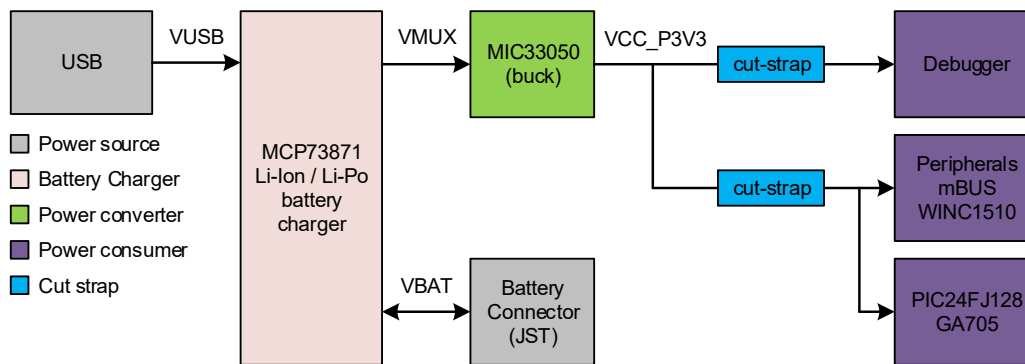 USB
VUSB
MCP73871
Li-Ion / Li-Po
battery
charger
VMUX
MIC33050
(buck)
VCC_P3V3
cut-strap
Debugger
cut-strap
Peripherals
mBUS
WINC1510
PIC24FJ128
GA705
VBAT
Battery
Connector
(JST)
Power source
Battery Charger
Power converter
Power consumer
Cut strap